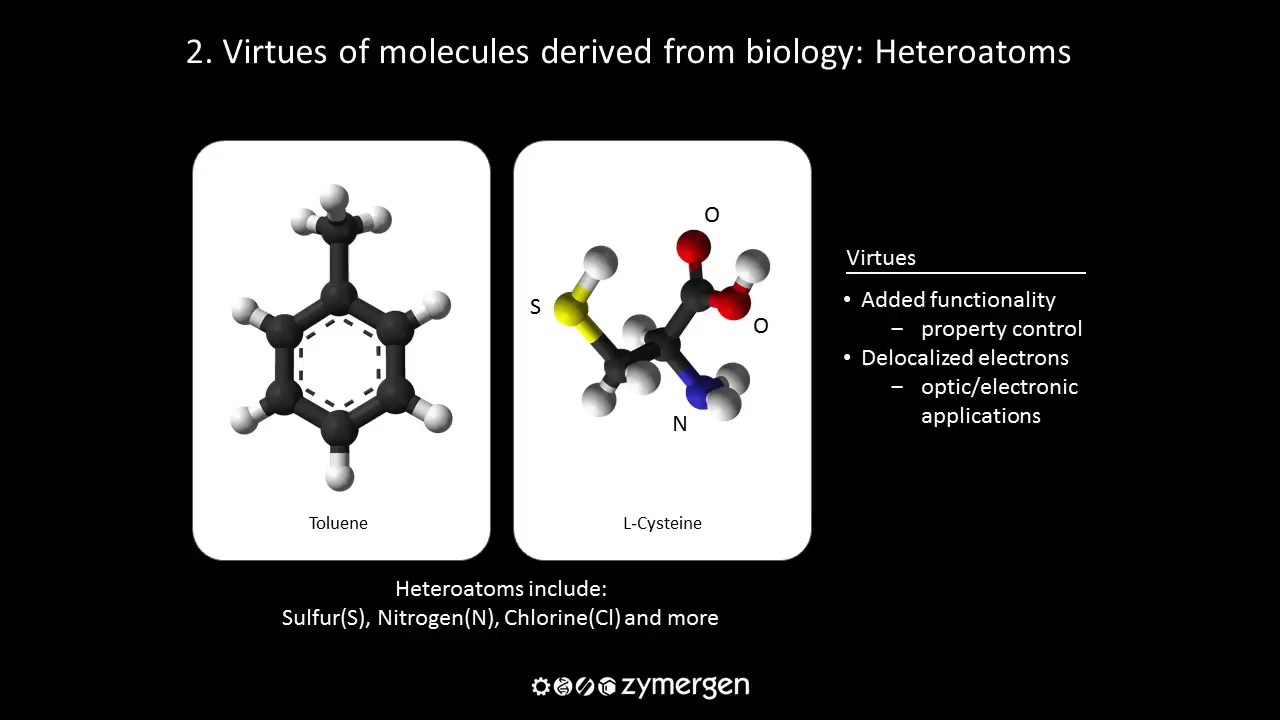 2. Virtues of molecules derived from biology: Heteroatoms
O
S
O
N
Toluene
L-Cysteine
Virtues
• Added functionality
– property control
• Delocalized electrons
– optic/electronic
applications
Heteroatoms include:
Sulfur(S), Nitrogen(N), Chlorine(Cl) and more
zymergen